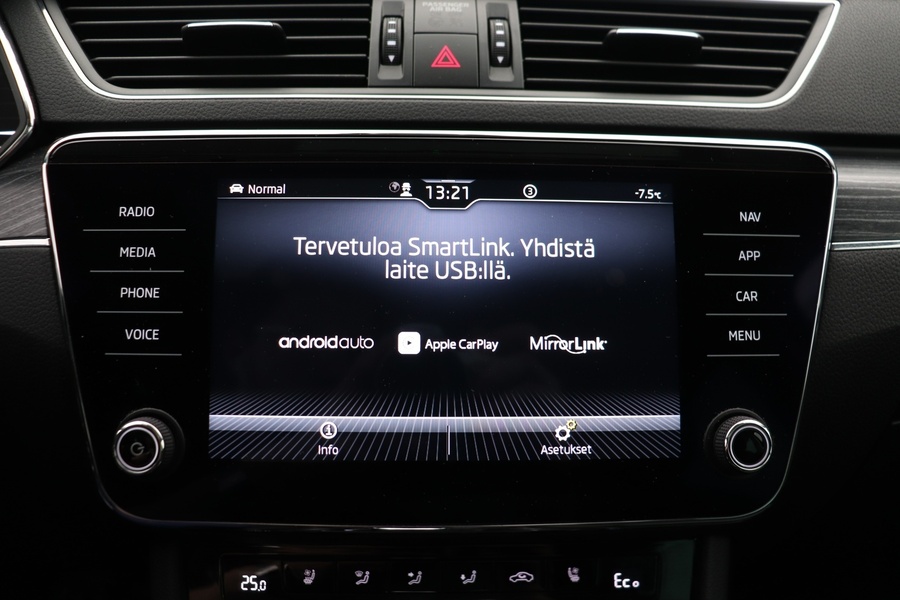 PASSENGER
AIR BAG
Normal
13:21
3
-7.5°C
RADIO
MEDIA
PHONE
VOICE
Tervetuloa SmartLink. Yhdistä
laite USB:llä.
androidauto
Apple CarPlay
MirrorLink
Info
Asetukset
NAV
APP
CAR
MENU
25.0
Eco